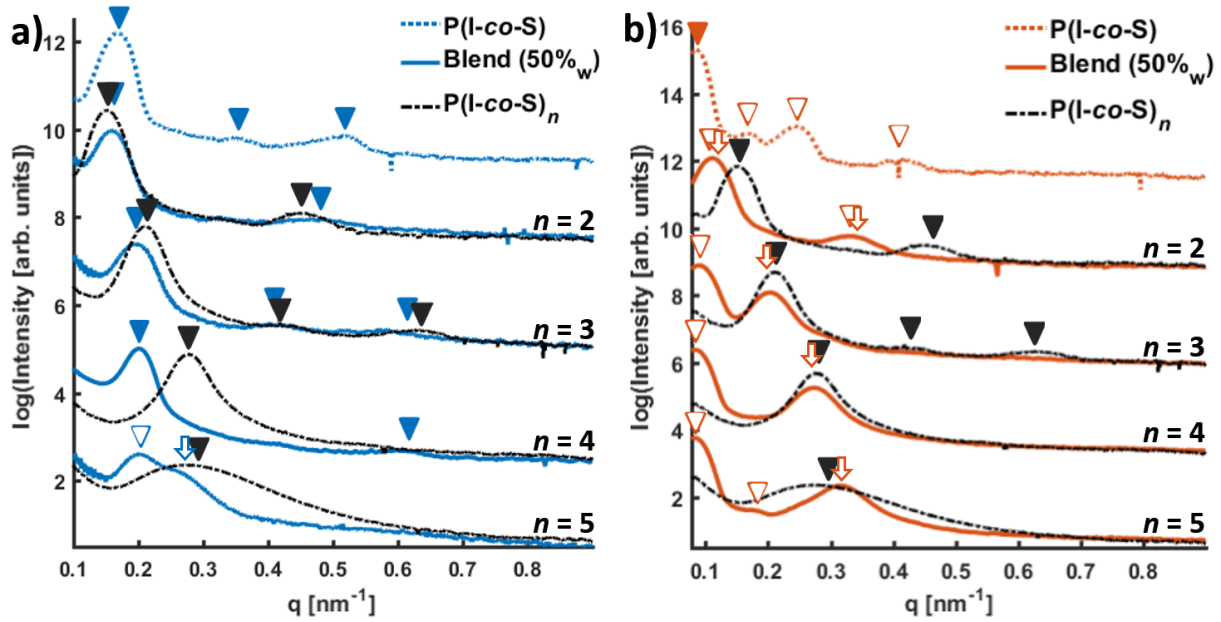 a)
P(I-co-S)
Blend (50%w)
P(I-co-S)n
log(Intensity [arb. units])
12
10
8
6
4
2
n = 2
n = 3
n = 4
n = 5
0.1 0.2 0.3 0.4 0.5 0.6 0.7 0.8
q [nm-1]
b)
P(I-co-S)
Blend (50%w)
P(I-co-S)n
log(Intensity [arb. units])
16
14
12
10
8
6
4
2
n = 2
n = 3
n = 4
n = 5
0.1 0.2 0.3 0.4 0.5 0.6 0.7 0.8
q [nm-1]